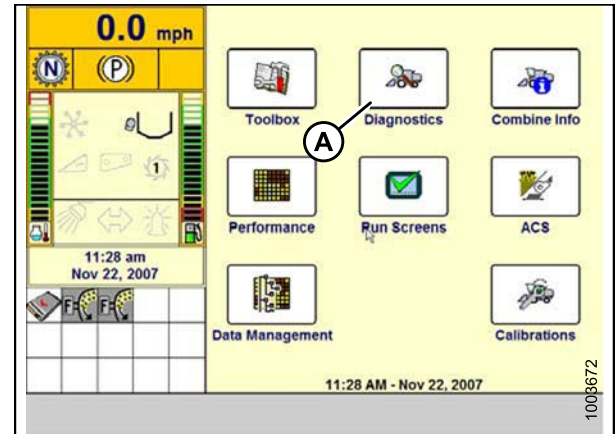 0.0 mph
N
(P)
1
11:28 am
Nov 22, 2007
F
F
Toolbox
Diagnostics
Combine Info
A
Performance
Run Screens
ACS
Data Management
Calibrations
11:28 AM - Nov 22, 2007
1003672